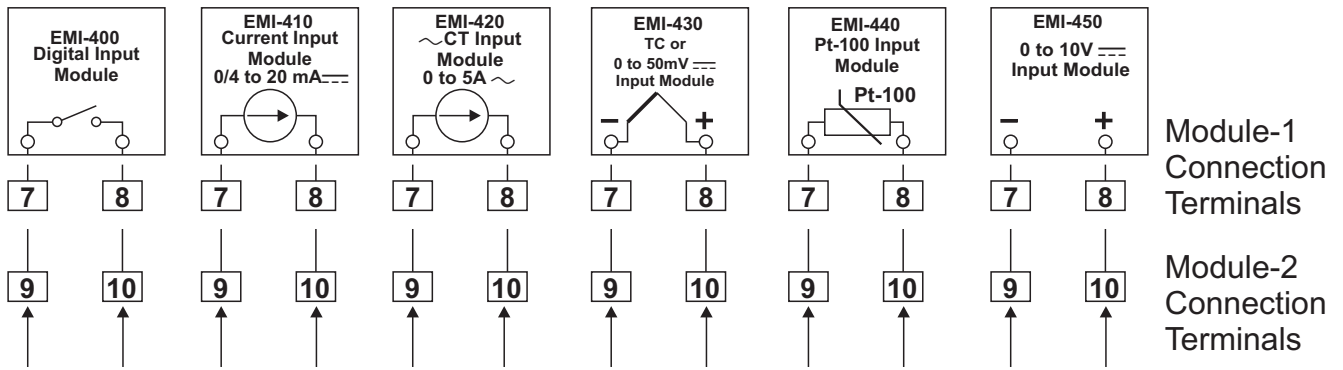 EMI-400
Digital Input
Module
EMI-410
Current Input
Module
0/4 to 20 mA
EMI-420
CT Input
Module
0 to 5A
EMI-430
TC or
0 to 50mV
Input Module
EMI-440
Pt-100 Input
Module
Pt-100
EMI-450
0 to 10V
Input Module
− +
− +
7 8 7 8 7 8 7 8 7 8 7 8
Module-1
Connection
Terminals
9 10 9 10 9 10 9 10 9 10 9 10
Module-2
Connection
Terminals